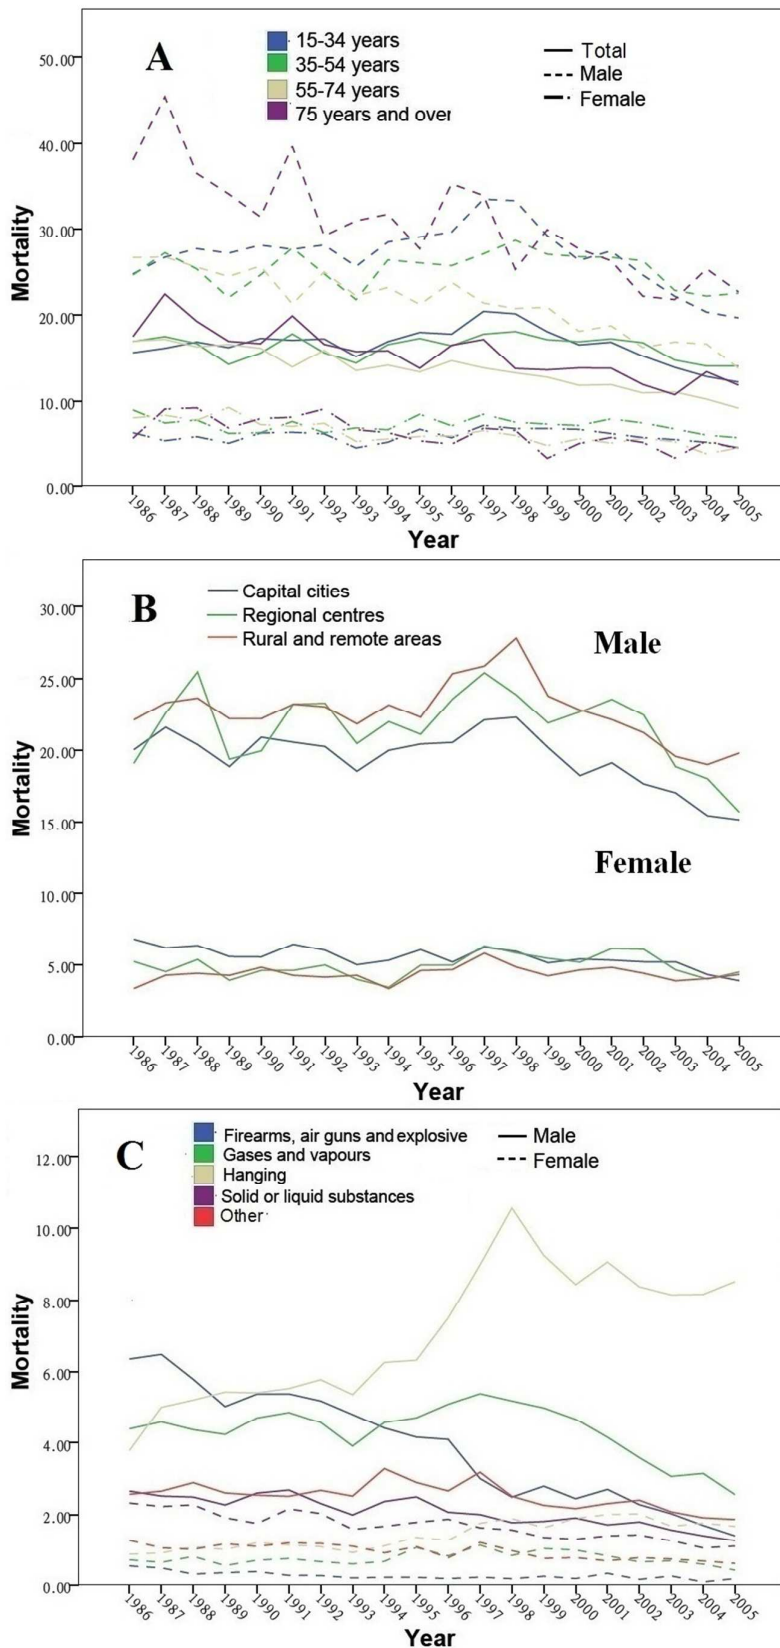 A
15-34 years
35-54 years
55-74 years
75 years and over
Total
Male
Female
50.00
40.00
30.00
20.00
10.00
0.00
Mortality
1986 1987 1988 1989 1990 1991 1992 1993 1994 1995 1996 1997 1998 1999 2000 2001 2002 2003 2004 2005
Year
B
Capital cities
Regional centres
Rural and remote areas
Male
Female
30.00
25.00
20.00
15.00
10.00
5.00
0.00
Mortality
1986 1987 1988 1989 1990 1991 1992 1993 1994 1995 1996 1997 1998 1999 2000 2001 2002 2003 2004 2005
Year
C
Firearms, air guns and explosive
Gases and vapours
Hanging
Solid or liquid substances
Other
Male
Female
12.00
10.00
8.00
6.00
4.00
2.00
0.00
Mortality
1986 1987 1988 1989 1990 1991 1992 1993 1994 1995 1996 1997 1998 1999 2000 2001 2002 2003 2004 2005
Year